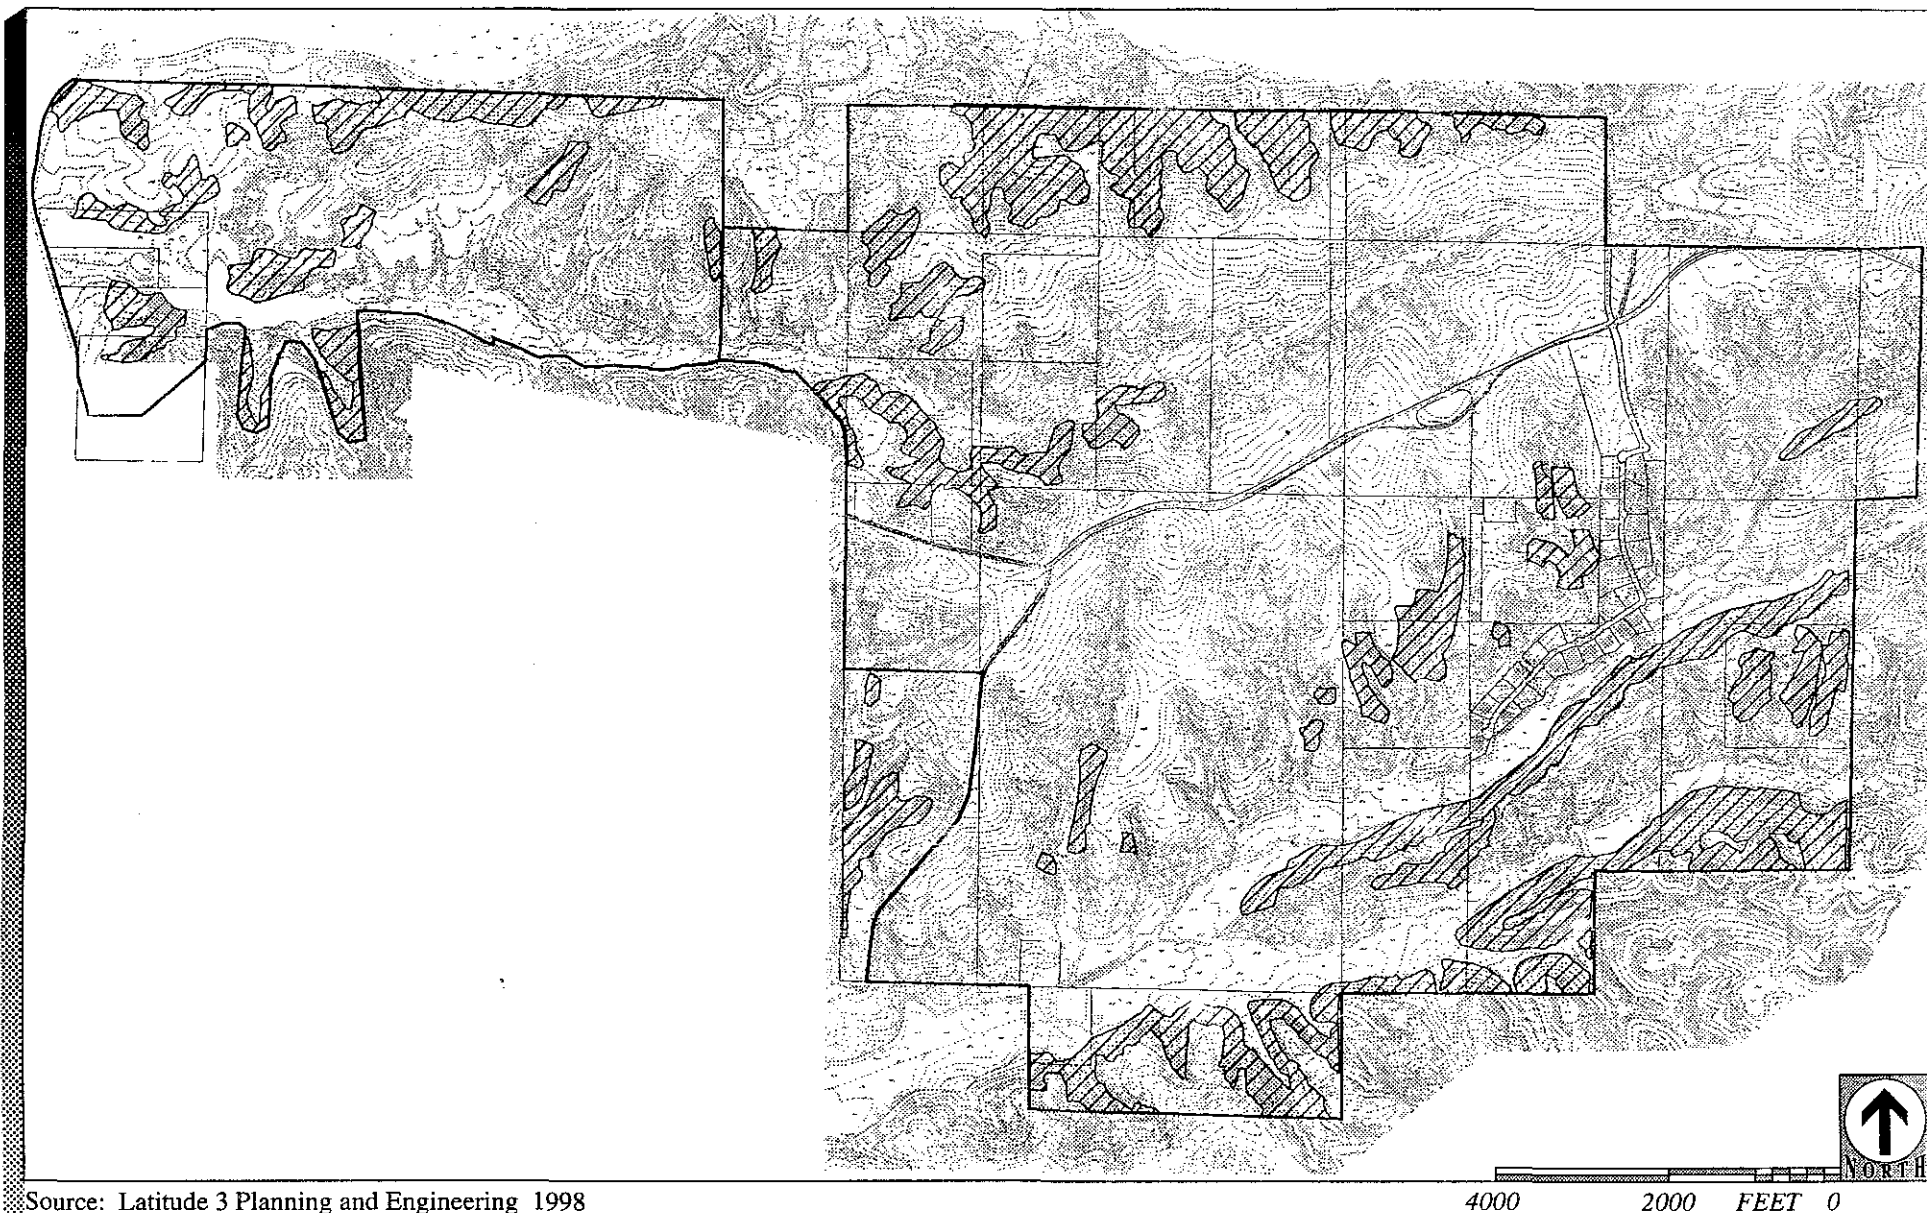 NORTH
Source: Latitude 3 Planning and Engineering 1998
4000 2000 FEET 0